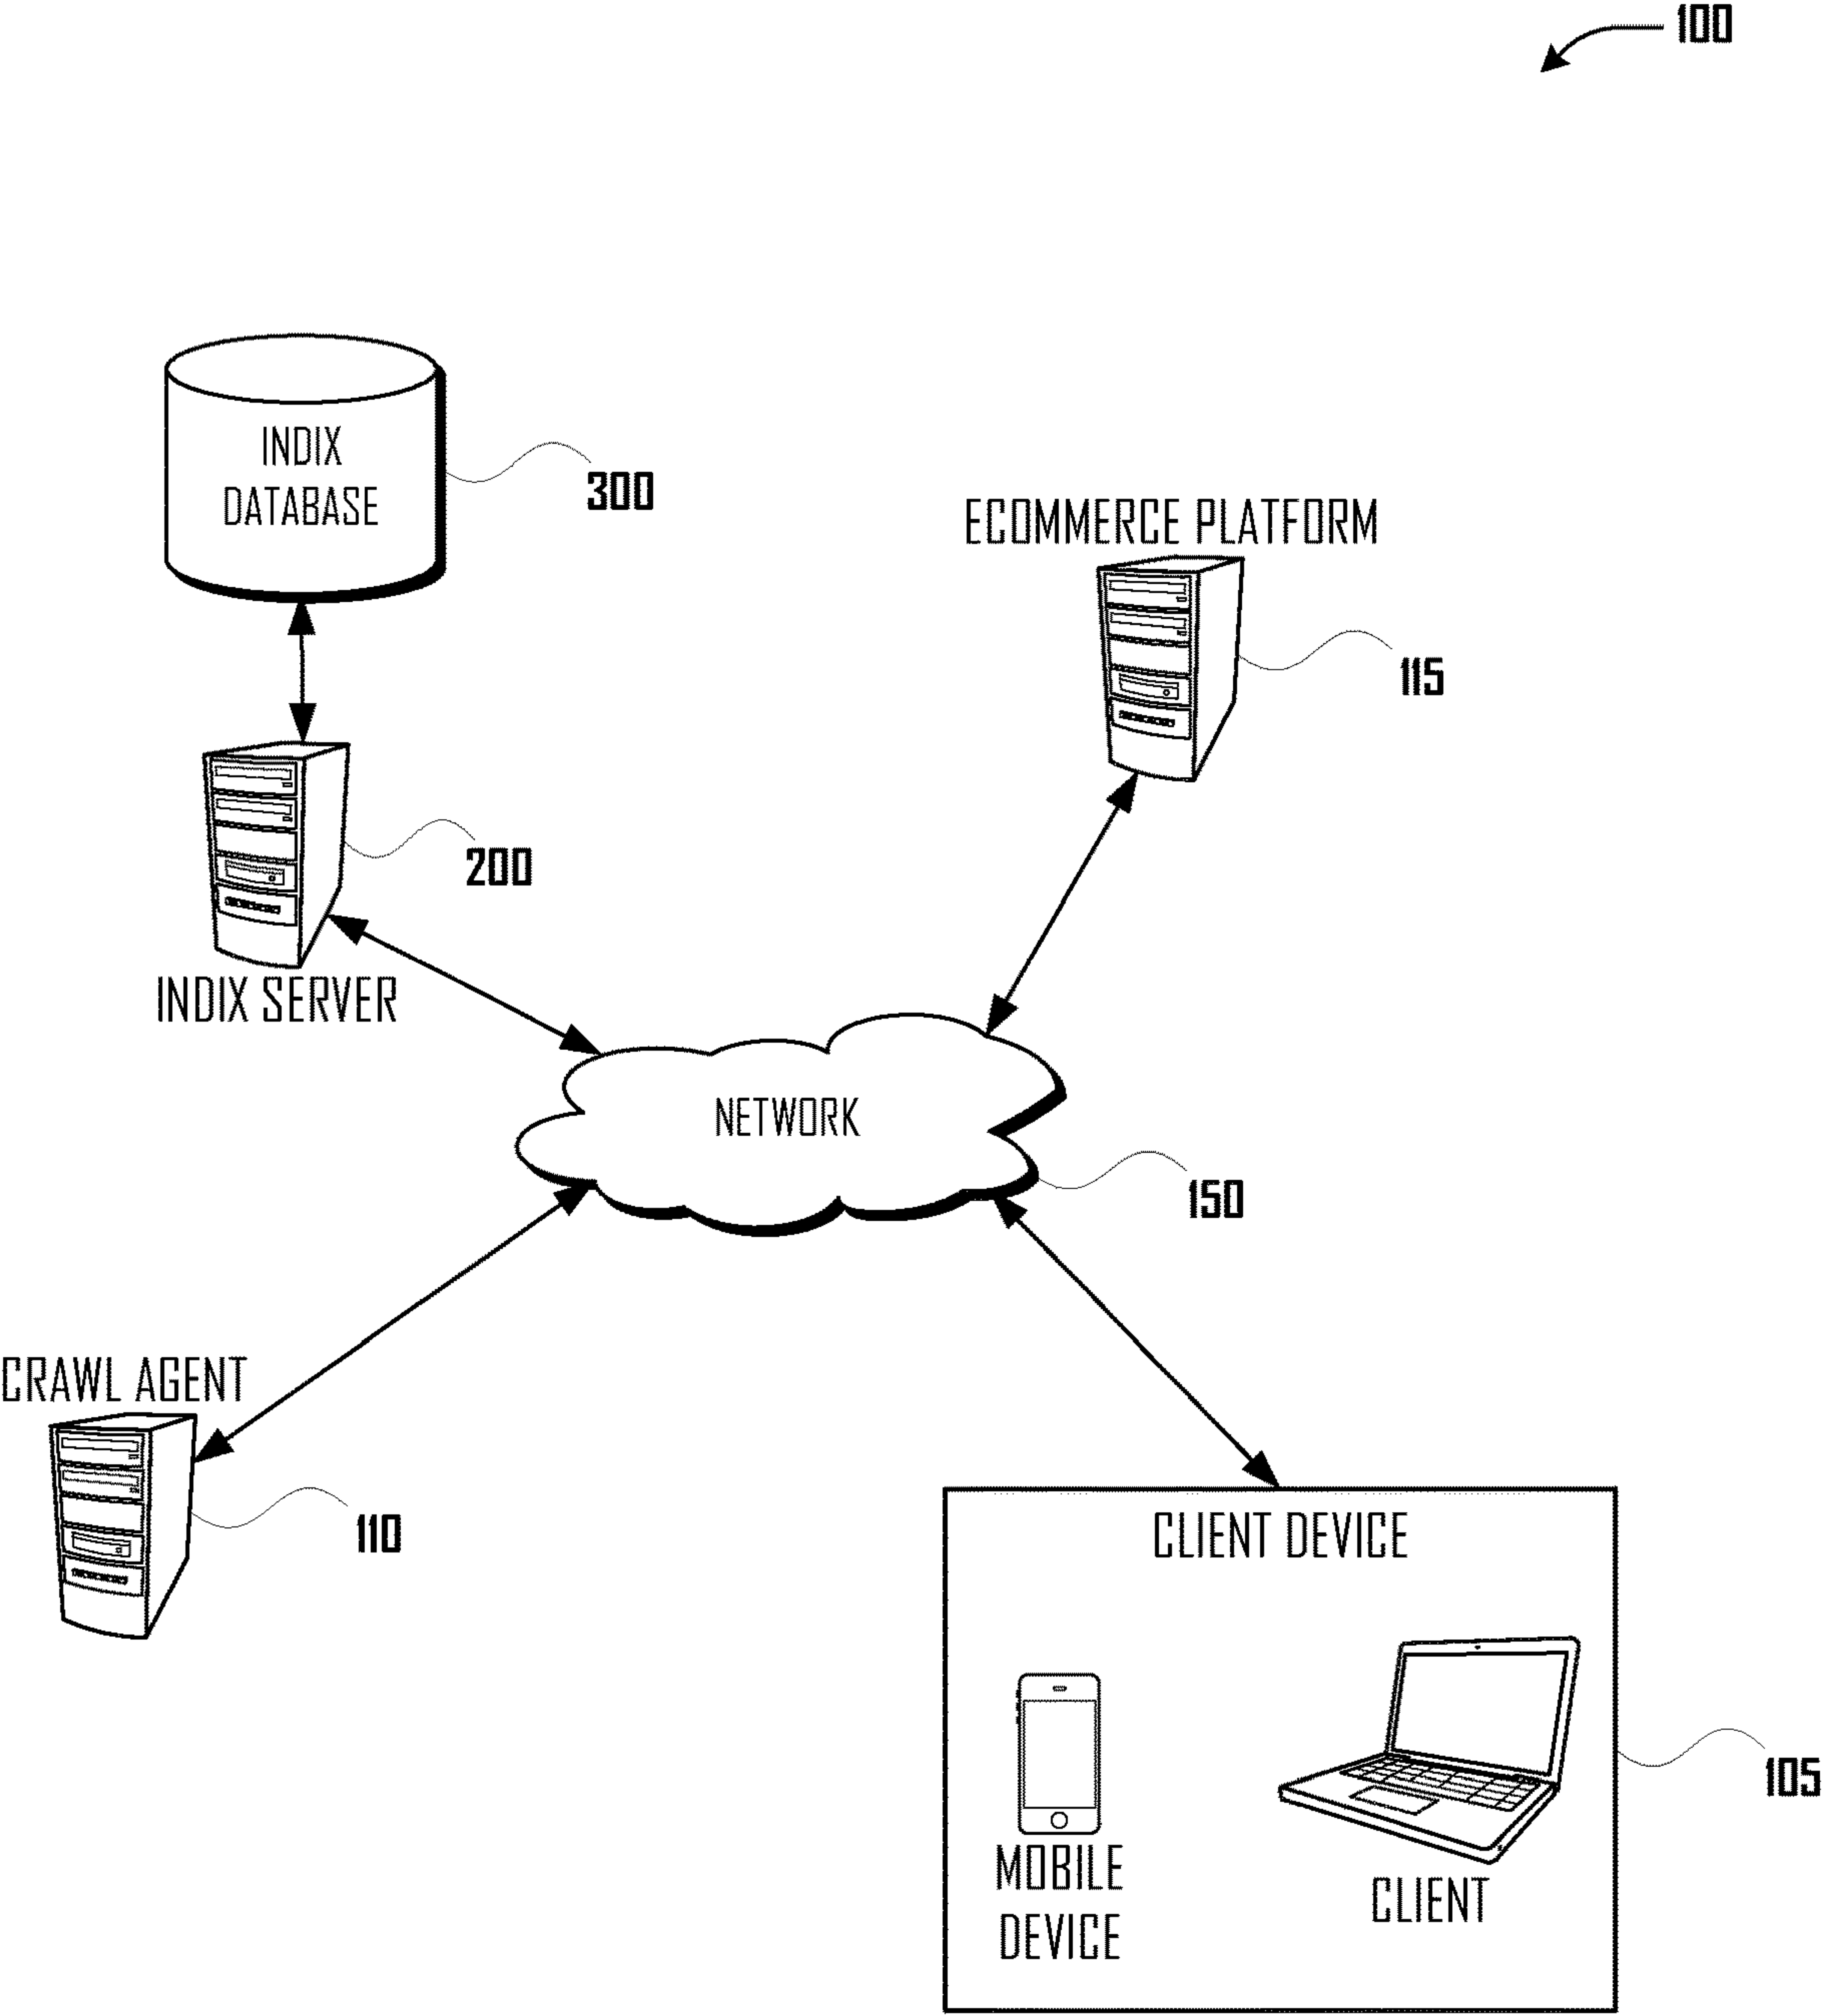 100
INDIX
DATABASE
300
ECOMMERCE PLATFORM
115
200
INDIX SERVER
NETWORK
150
CRAWL AGENT
110
CLIENT DEVICE
105
MOBILE
DEVICE
CLIENT